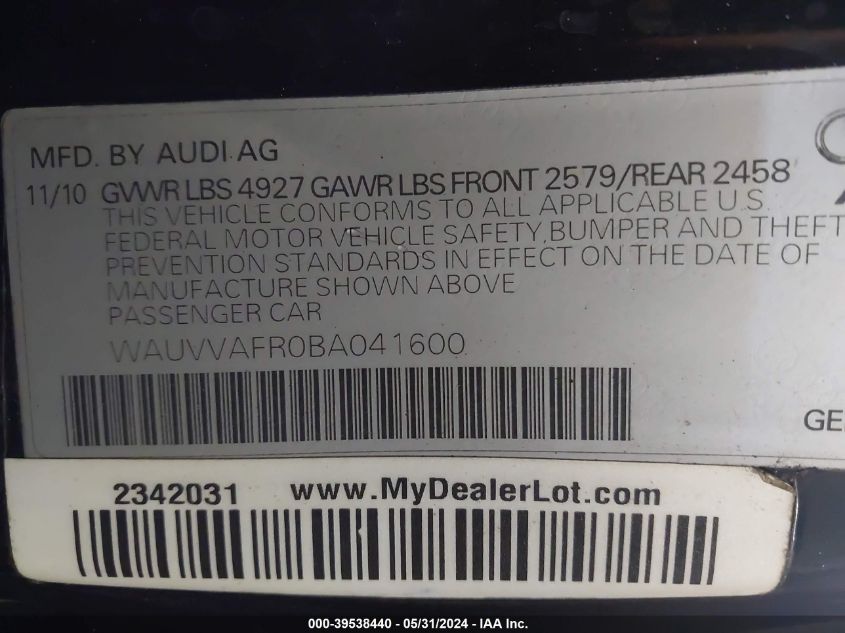 MFD. BY AUDI AG
11/10 GVWR LBS 4927 GAWR LBS FRONT 2579/REAR 2458
THIS VEHICLE CONFORMS TO ALL APPLICABLE U.S.
FEDERAL MOTOR VEHICLE SAFETY, BUMPER AND THEFT
PREVENTION STANDARDS IN EFFECT ON THE DATE OF
MANUFACTURE SHOWN ABOVE
PASSENGER CAR
WAUVVAFR0BA041600
GE
2342031 www.MyDealerLot.com
000-39538440 - 05/31/2024 - IAA Inc.